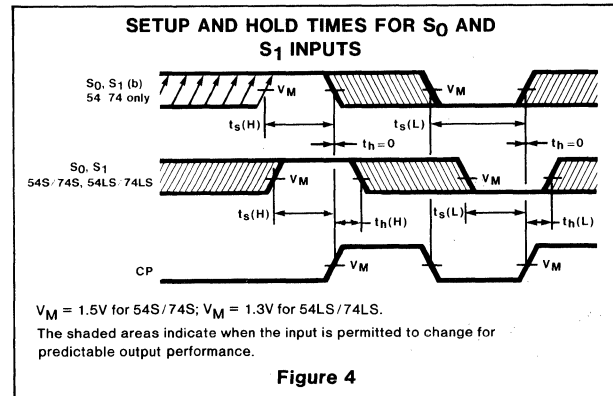 SETUP AND HOLD TIMES FOR S0 AND
S1 INPUTS
S0, S1 (b)
54 74 only
VM
ts(H)
ts(L)
VM
th=0
th=0
S0, S1
54S/74S, 54LS/74LS
VM
VM
ts(H)
th(H)
ts(L)
th(L)
CP
VM
VM
VM = 1.5V for 54S/74S; VM = 1.3V for 54LS/74LS.
The shaded areas indicate when the input is permitted to change for
predictable output performance.
Figure 4